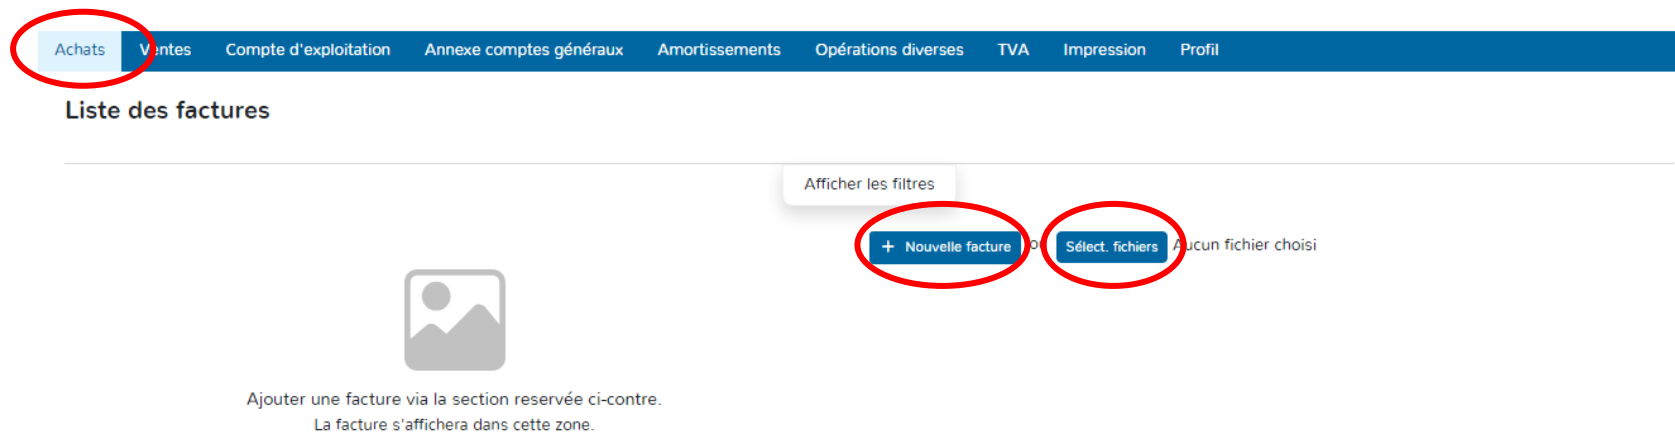 Achats Ventes Compte d'exploitation Annexe comptes généraux Amortissements Opérations diverses TVA Impression Profil
Liste des factures
Afficher les filtres
+ Nouvelle facture ou Sélect. fichiers Aucun fichier choisi
Ajouter une facture via la section reservée ci-contre.
La facture s'affichera dans cette zone.